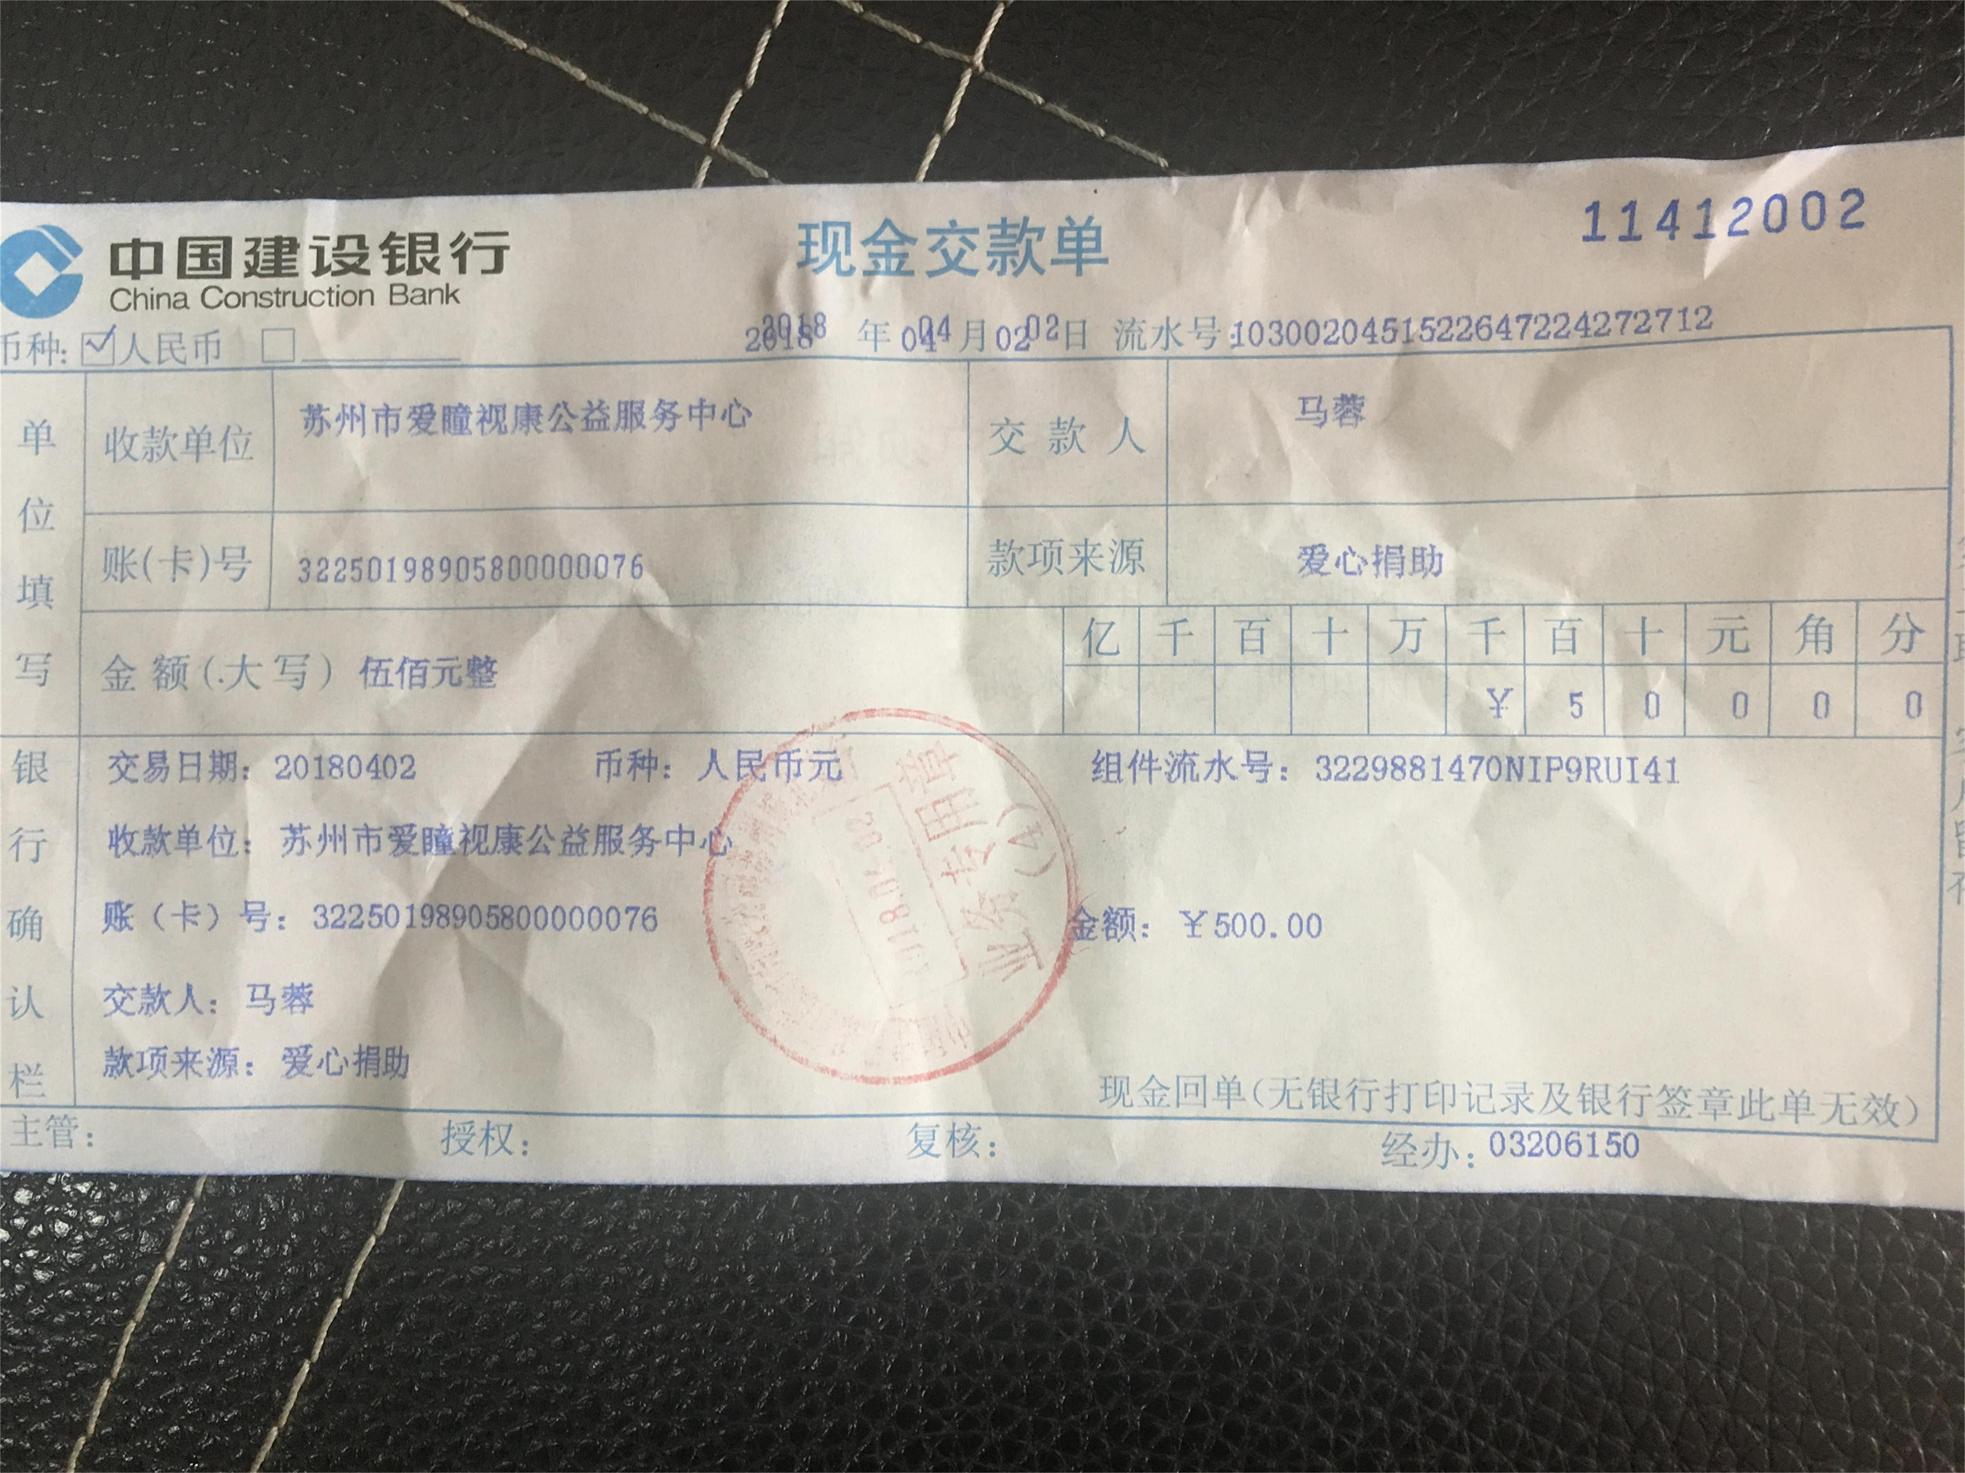 中国建设银行
China Construction Bank
现金交款单
11412002
币种: 人民币
2018 年 04 月 02 日 流水号: 1030020451522647224272712
单位填写
收款单位 苏州市爱瞳视康公益服务中心
交款人 马蓉
账(卡)号 32250198905800000076
款项来源 爱心捐助
金额(大写) 伍佰元整
亿 千 百 十 万 千 百 十 元 角 分
¥ 5 0 0 0 0
银行确认栏
交易日期: 20180402 币种: 人民币元 组件流水号: 3229881470NIP9RUI41
收款单位: 苏州市爱瞳视康公益服务中心
账（卡）号: 32250198905800000076 金额: ¥500.00
交款人: 马蓉
款项来源: 爱心捐助
业务专用章
(4)
现金回单(无银行打印记录及银行签章此单无效)
主管: 授权: 复核: 经办: 03206150